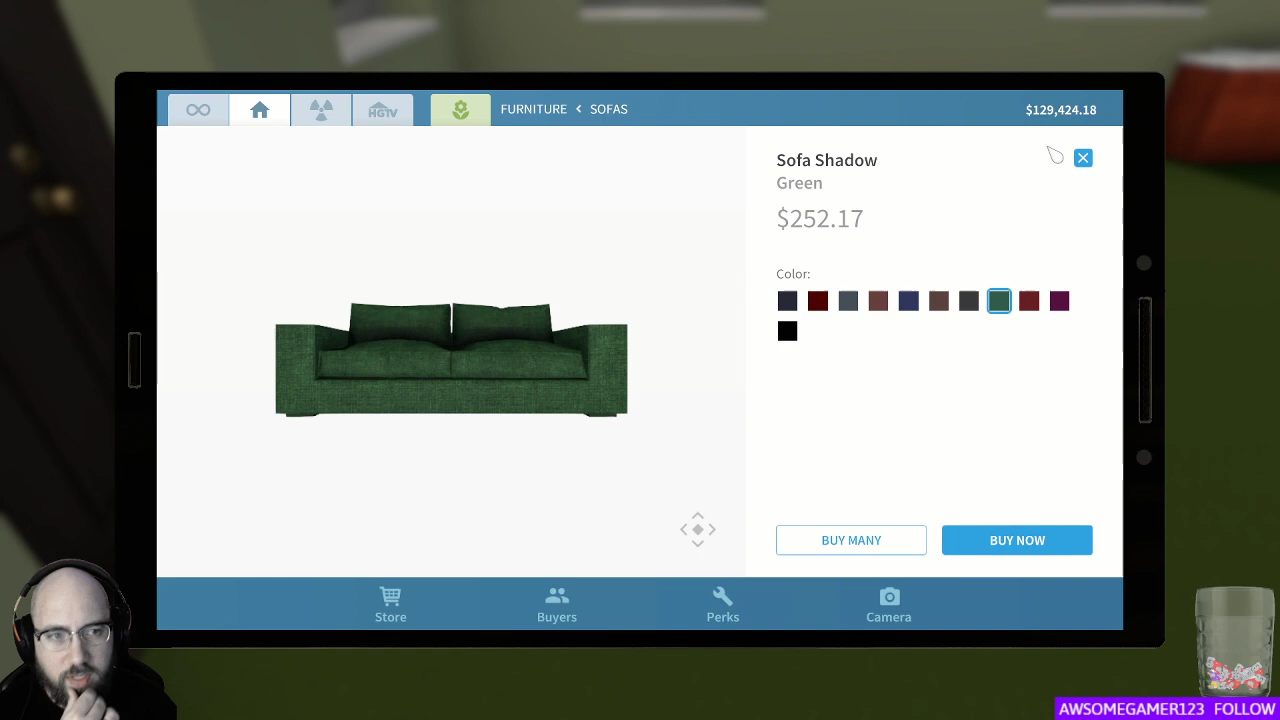 HGTV
FURNITURE < SOFAS
$129,424.18
Sofa Shadow
Green
$252.17
Color:
BUY MANY
BUY NOW
Store
Buyers
Perks
Camera
AWSOMEGAMER123 FOLLOW